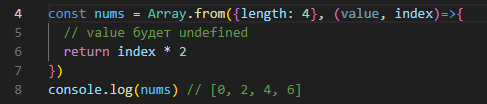 4 const nums = Array.from({length: 4}, (value, index)=>{
5 // value будет undefined
6 return index * 2
7 })
8 console.log(nums) // [0, 2, 4, 6]